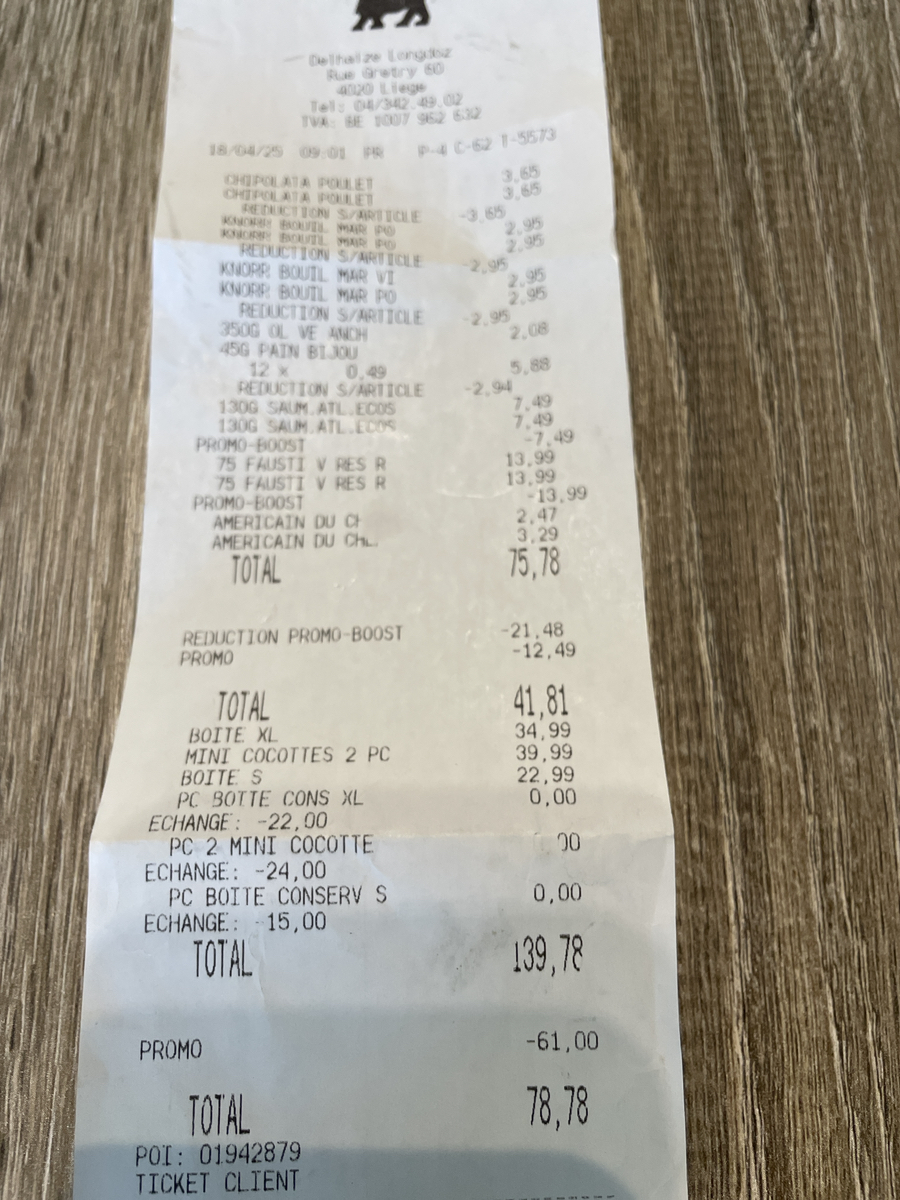 Delhaize Longdoz
Rue Gretry 60
4020 Liege
Tel: 04/342.49.02
TVA: BE 1007 962 632
18/04/25 09:01 PR P-4 C-62 T-5573
CHIPOLATA POULET 3,65
CHIPOLATA POULET 3,65
REDUCTION S/ARTICLE -3,65
KNORR BOUIL MAR PO 2,95
KNORR BOUIL MAR PO 2,95
REDUCTION S/ARTICLE -2,95
KNORR BOUIL MAR VI 2,95
KNORR BOUIL MAR PO 2,95
REDUCTION S/ARTICLE -2,95
350G OL VE ANCH 2,08
45G PAIN BIJOU
12 x 0,49 5,88
REDUCTION S/ARTICLE -2,94
130G SAUM.ATL.ECOS 7,49
130G SAUM.ATL.ECOS 7,49
PROMO-BOOST -7,49
75 FAUSTI V RES R 13,99
75 FAUSTI V RES R 13,99
PROMO-BOOST -13,99
AMERICAIN DU CH 2,47
AMERICAIN DU 3,29
TOTAL 75,78
REDUCTION PROMO-BOOST -21,48
PROMO -12,49
TOTAL 41,81
BOITE XL 34,99
MINI COCOTTES 2 PC 39,99
BOITE S 22,99
PC BOTTE CONS XL 0,00
ECHANGE: -22,00
PC 2 MINI COCOTTE 00
ECHANGE: -24,00
PC BOITE CONSERV S 0,00
ECHANGE: -15,00
TOTAL 139,78
PROMO -61,00
TOTAL 78,78
POI: 01942879
TICKET CLIENT